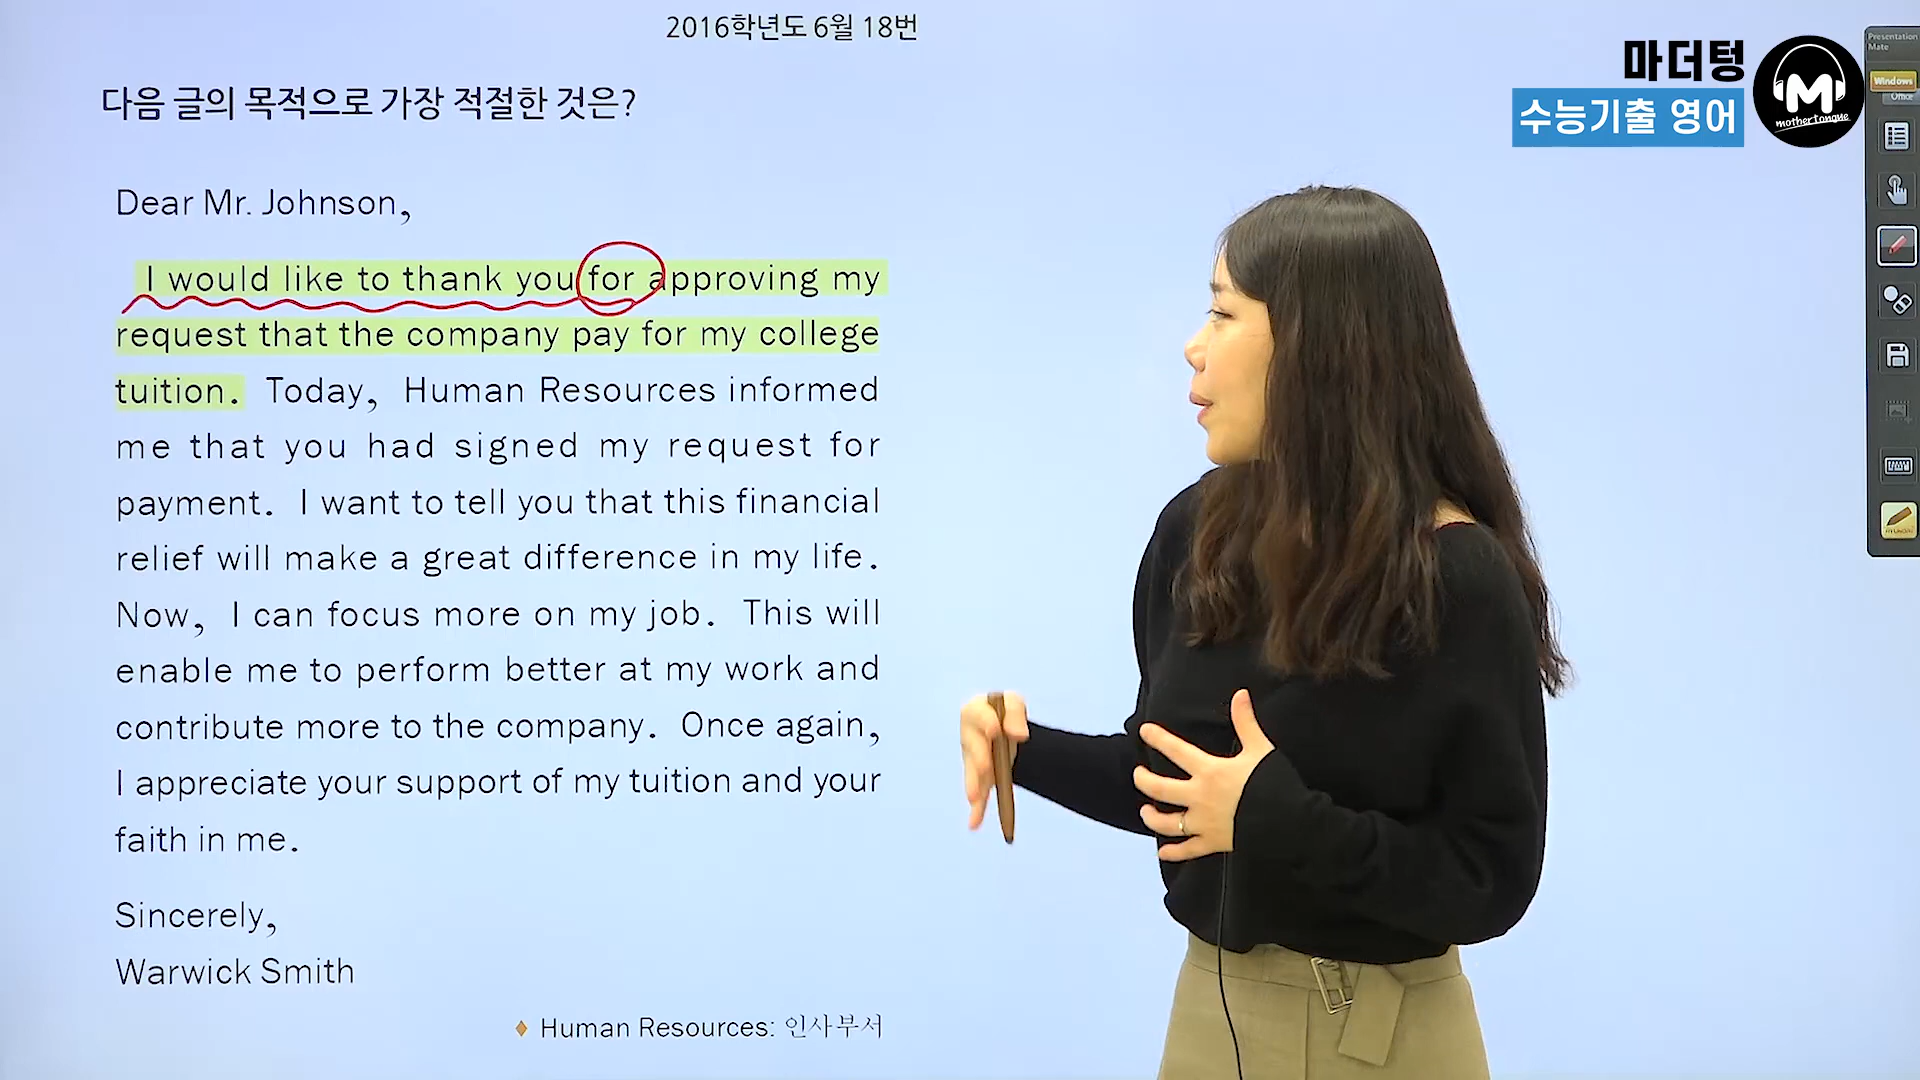 2016학년도 6월 18번
다음 글의 목적으로 가장 적절한 것은?
마더텅
수능기출 영어
M
mothertongue
Presentation
Mate
Windows
Office
Dear Mr. Johnson,
I would like to thank you for approving my
request that the company pay for my college
tuition. Today, Human Resources informed
me that you had signed my request for
payment. I want to tell you that this financial
relief will make a great difference in my life.
Now, I can focus more on my job. This will
enable me to perform better at my work and
contribute more to the company. Once again,
I appreciate your support of my tuition and your
faith in me.
Sincerely,
Warwick Smith
♦ Human Resources: 인사부서